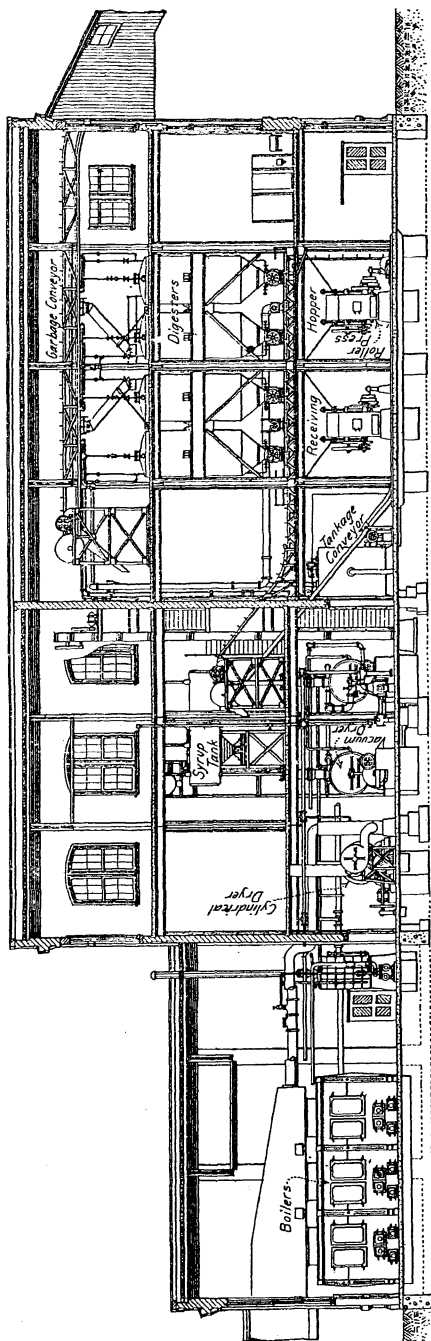 Garbage Conveyor
Digesters
Receiving Hopper
Roller
Press
Tankage
Conveyor
Syrup
Tank
Vacuum
Dryer
Cylindrical
Dryer
Boilers